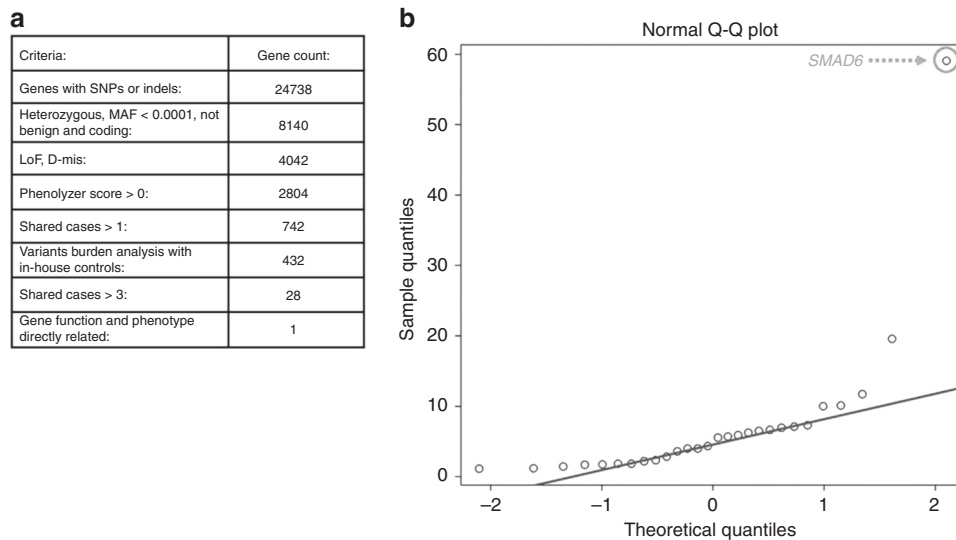 a
Criteria: Gene count:
Genes with SNPs or indels: 24738
Heterozygous, MAF < 0.0001, not
benign and coding: 8140
LoF, D-mis: 4042
Phenolyzer score > 0: 2804
Shared cases > 1: 742
Variants burden analysis with
in-house controls: 432
Shared cases > 3: 28
Gene function and phenotype
directly related: 1
b
Normal Q-Q plot
SMAD6
Sample quantiles
60
50
40
30
20
10
0
−2 −1 0 1 2
Theoretical quantiles